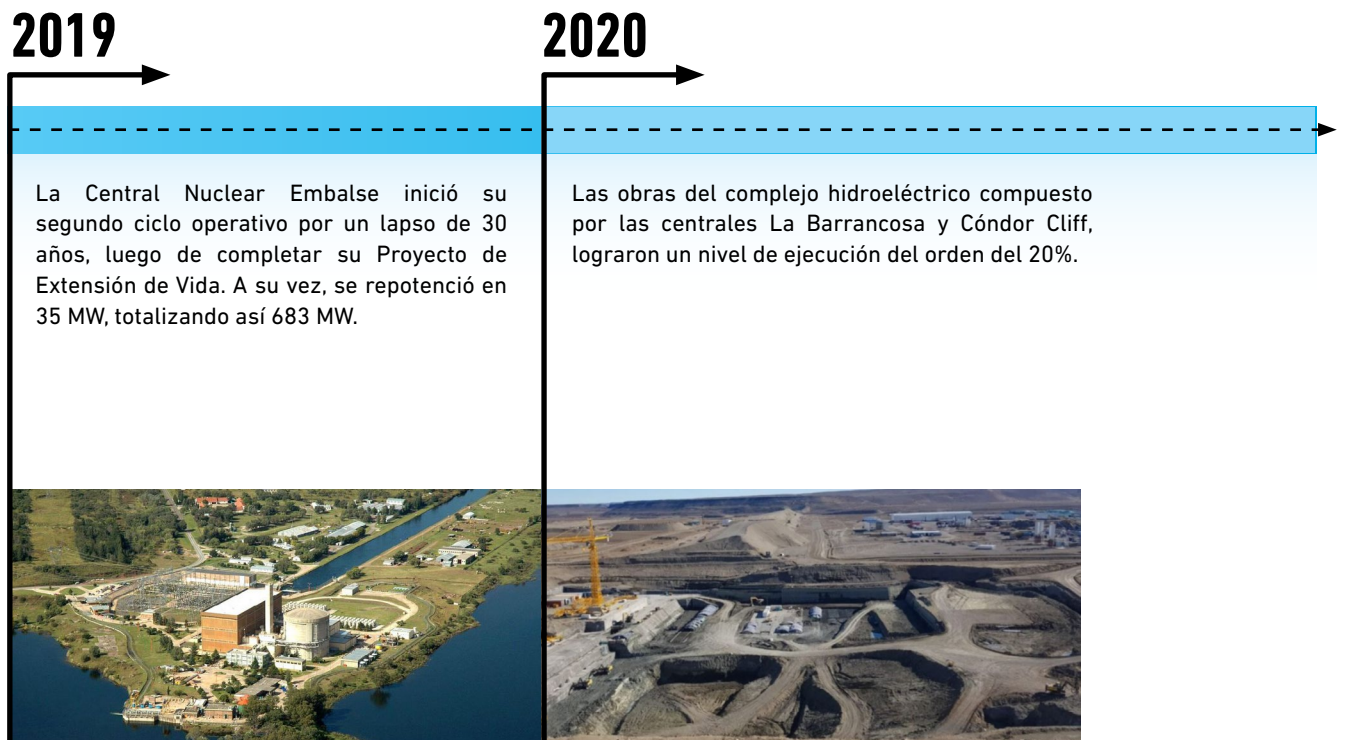 2019
La Central Nuclear Embalse inició su
segundo ciclo operativo por un lapso de 30
años, luego de completar su Proyecto de
Extensión de Vida. A su vez, se repotenció en
35 MW, totalizando así 683 MW.
2020
Las obras del complejo hidroeléctrico compuesto
por las centrales La Barrancosa y Cóndor Cliff,
lograron un nivel de ejecución del orden del 20%.